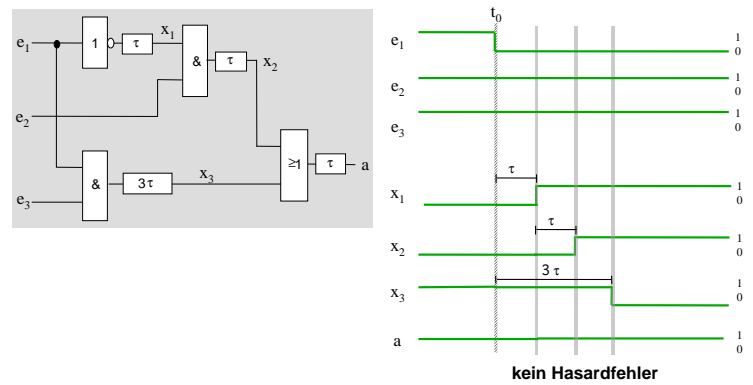 e1
1
τ
x1
&
τ
x2
e2
≥1
τ
a
&
3τ
x3
e3
t0
e1
1
0
e2
1
0
e3
1
0
τ
x1
1
0
τ
x2
1
0
3 τ
x3
1
0
a
1
0
kein Hasardfehler